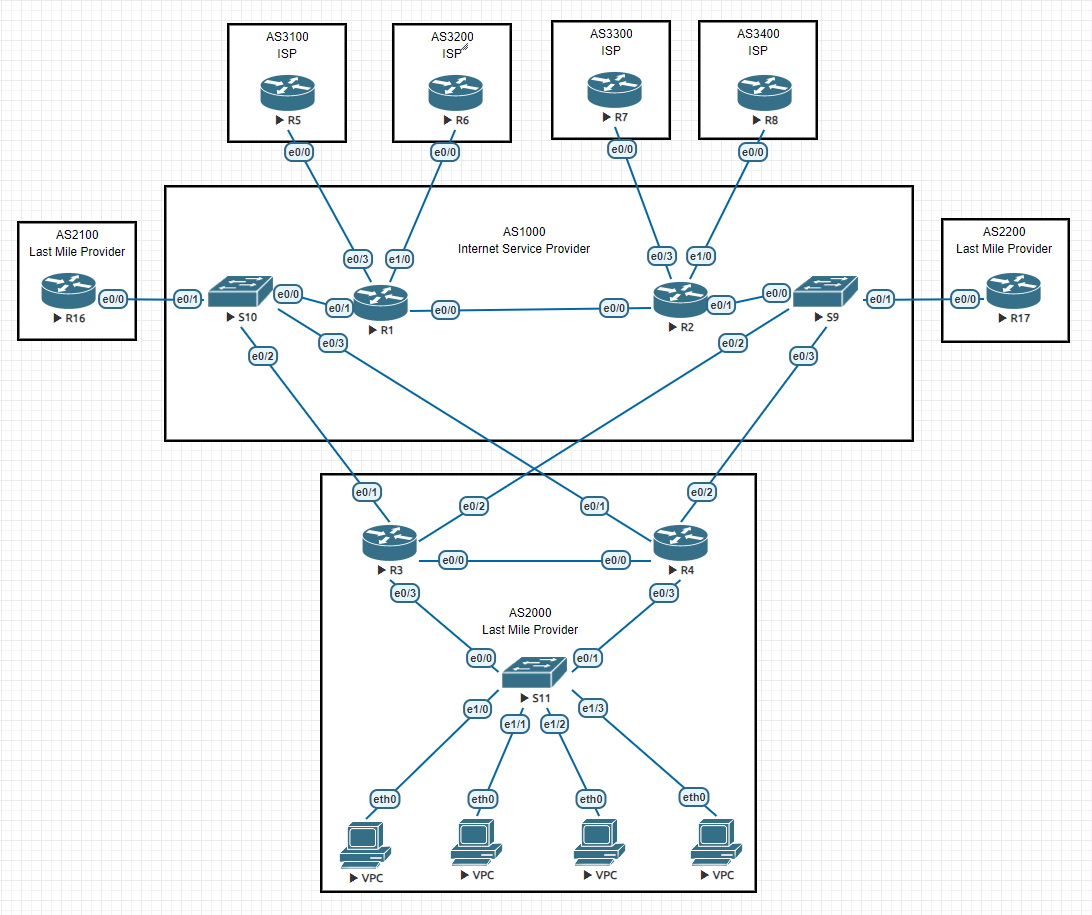 AS3100
ISP
R5
e0/0
AS3200
ISP
R6
e0/0
AS3300
ISP
R7
e0/0
AS3400
ISP
R8
e0/0
AS2100
Last Mile Provider
e0/0
R16
AS1000
Internet Service Provider
e0/3
e1/0
e0/3
e1/0
e0/1
S10
e0/0
e0/1
R1
e0/0
e0/0
R2
e0/1
e0/0
S9
e0/1
e0/2
e0/3
e0/2
e0/3
AS2200
Last Mile Provider
e0/0
R17
e0/1
e0/2
e0/1
e0/2
R3
e0/0
e0/0
R4
e0/3
e0/3
AS2000
Last Mile Provider
e0/0
e0/1
S11
e1/0
e1/1
e1/2
e1/3
eth0
eth0
eth0
eth0
VPC
VPC
VPC
VPC